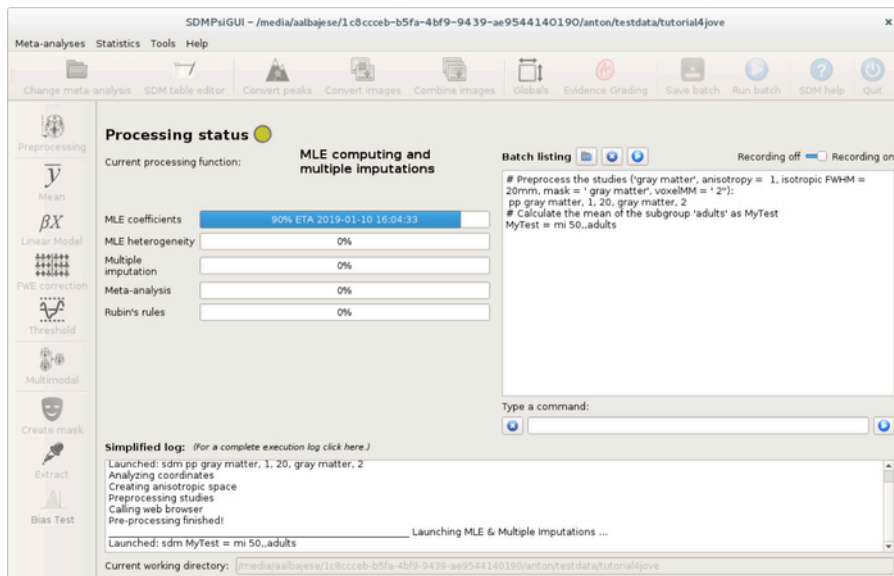 SDMPsiGUI - /media/aalbajese/1c8ccceb-b5fa-4bf9-9439-ae9544140190/anton/testdata/tutorial4jove
x
Meta-analyses Statistics Tools Help
Change meta-analysis SDM table editor Convert peaks Convert images Combine images Globals Evidence Grading Save batch Run batch SDM help Quit
Preprocessing
y
Mean
βX
Linear Model
FWE correction
Threshold
Multimodal
Create mask
Extract
Bias Test
Processing status
Current processing function:
MLE computing and
multiple imputations
MLE coefficients 90% ETA 2019-01-10 16:04:33
MLE heterogeneity 0%
Multiple
imputation 0%
Meta-analysis 0%
Rubin's rules 0%
Batch listing Recording off Recording on
# Preprocess the studies ('gray matter', anisotropy = 1, isotropic FWHM =
20mm, mask = ' gray matter', voxelMM = ' 2"):
pp gray matter, 1, 20, gray matter, 2
# Calculate the mean of the subgroup 'adults' as MyTest
MyTest = mi 50,,adults
Type a command:
Simplified log: (For a complete execution log click here.)
Launched: sdm pp gray matter, 1, 20, gray matter, 2
Analyzing coordinates
Creating anisotropic space
Preprocessing studies
Calling web browser
Pre-processing finished!
Launching MLE & Multiple Imputations ...
Launched: sdm MyTest = mi 50,,adults
Current working directory: /media/aalbajese/1c8ccceb-b5fa-4bf9-9439-ae9544140190/anton/testdata/tutorial4jove